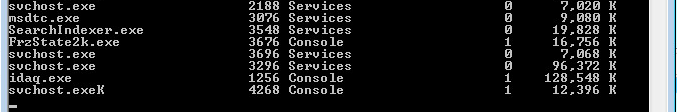 svchost.exe 2188 Services 0 7,020 K
msdtc.exe 3076 Services 0 9,080 K
SearchIndexer.exe 3548 Services 0 19,828 K
FrzState2k.exe 3676 Console 1 16,756 K
svchost.exe 3696 Services 0 7,068 K
svchost.exe 3296 Services 0 96,372 K
idaq.exe 1256 Console 1 128,548 K
svchost.exeK 4268 Console 1 12,396 K